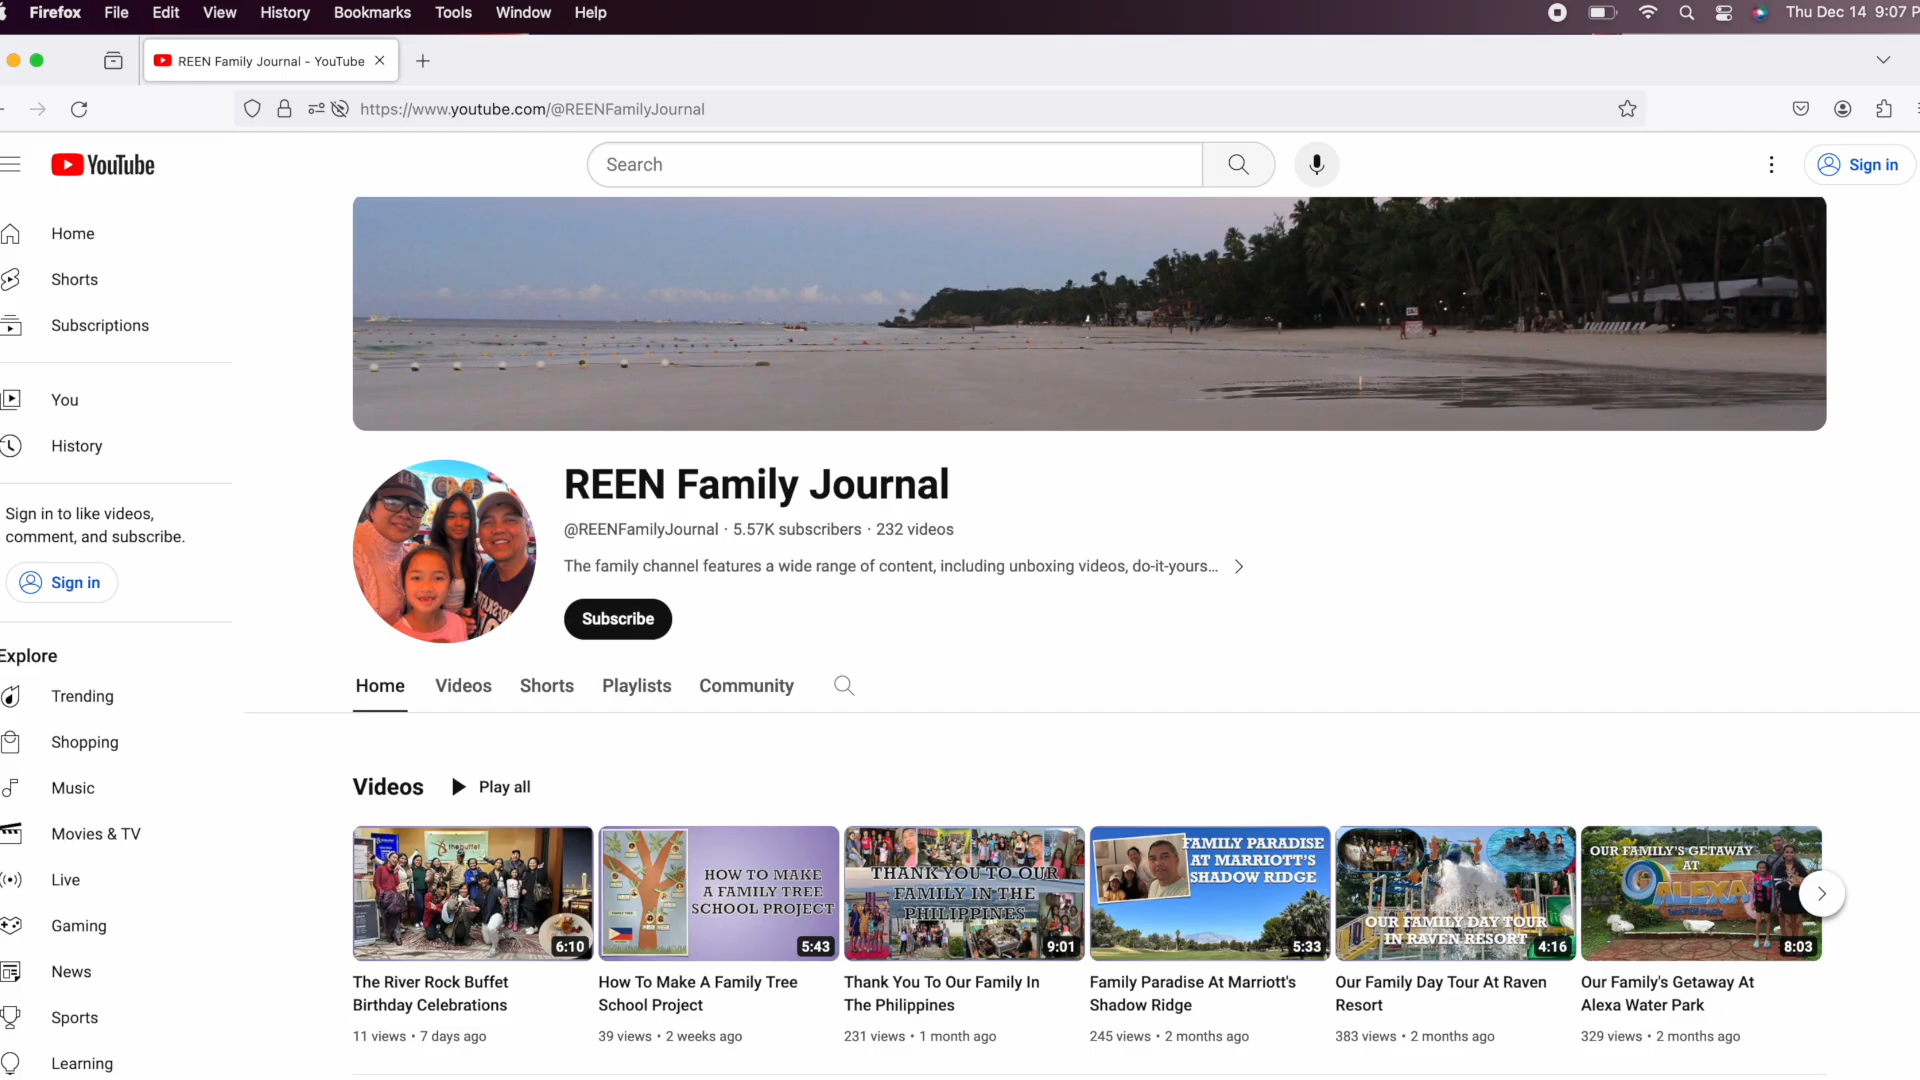 Firefox File Edit View History Bookmarks Tools Window Help Thu Dec 14 9:07 P
REEN Family Journal - YouTube
https://www.youtube.com/@REENFamilyJournal
YouTube
Search
Sign in
Home
Shorts
Subscriptions
You
History
Sign in to like videos,
comment, and subscribe.
Sign in
Explore
Trending
Shopping
Music
Movies & TV
Live
Gaming
News
Sports
Learning
REEN Family Journal
@REENFamilyJournal · 5.57K subscribers · 232 videos
The family channel features a wide range of content, including unboxing videos, do-it-yours...
Subscribe
Home Videos Shorts Playlists Community
Videos Play all
thebuffet
6:10
The River Rock Buffet
Birthday Celebrations
11 views • 7 days ago
HOW TO MAKE
A FAMILY TREE
SCHOOL PROJECT
5:43
How To Make A Family Tree
School Project
39 views • 2 weeks ago
THANK YOU TO OUR
FAMILY IN THE
PHILIPPINES
9:01
Thank You To Our Family In
The Philippines
231 views • 1 month ago
FAMILY PARADISE
AT MARRIOTT'S
SHADOW RIDGE
5:33
Family Paradise At Marriott's
Shadow Ridge
245 views • 2 months ago
OUR FAMILY DAY TOUR
IN RAVEN RESORT
4:16
Our Family Day Tour At Raven
Resort
383 views • 2 months ago
OUR FAMILY'S GETAWAY
AT
ALEXA
WATER PARK
8:03
Our Family's Getaway At
Alexa Water Park
329 views • 2 months ago